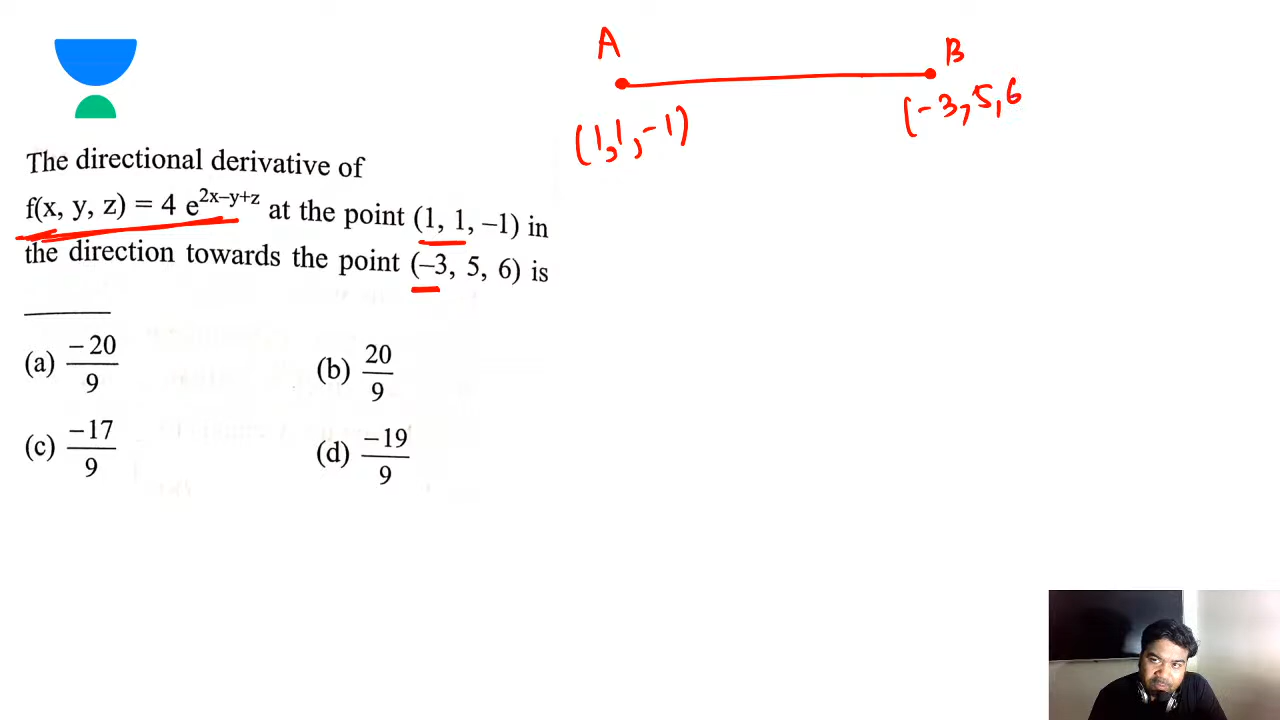 A
B
(1,1,-1)
(-3,5,6
The directional derivative of
f(x, y, z) = 4 e^{2x–y+z} at the point (1, 1, –1) in
the direction towards the point (–3, 5, 6) is
________
(a) –20/9
(b) 20/9
(c) –17/9
(d) –19/9